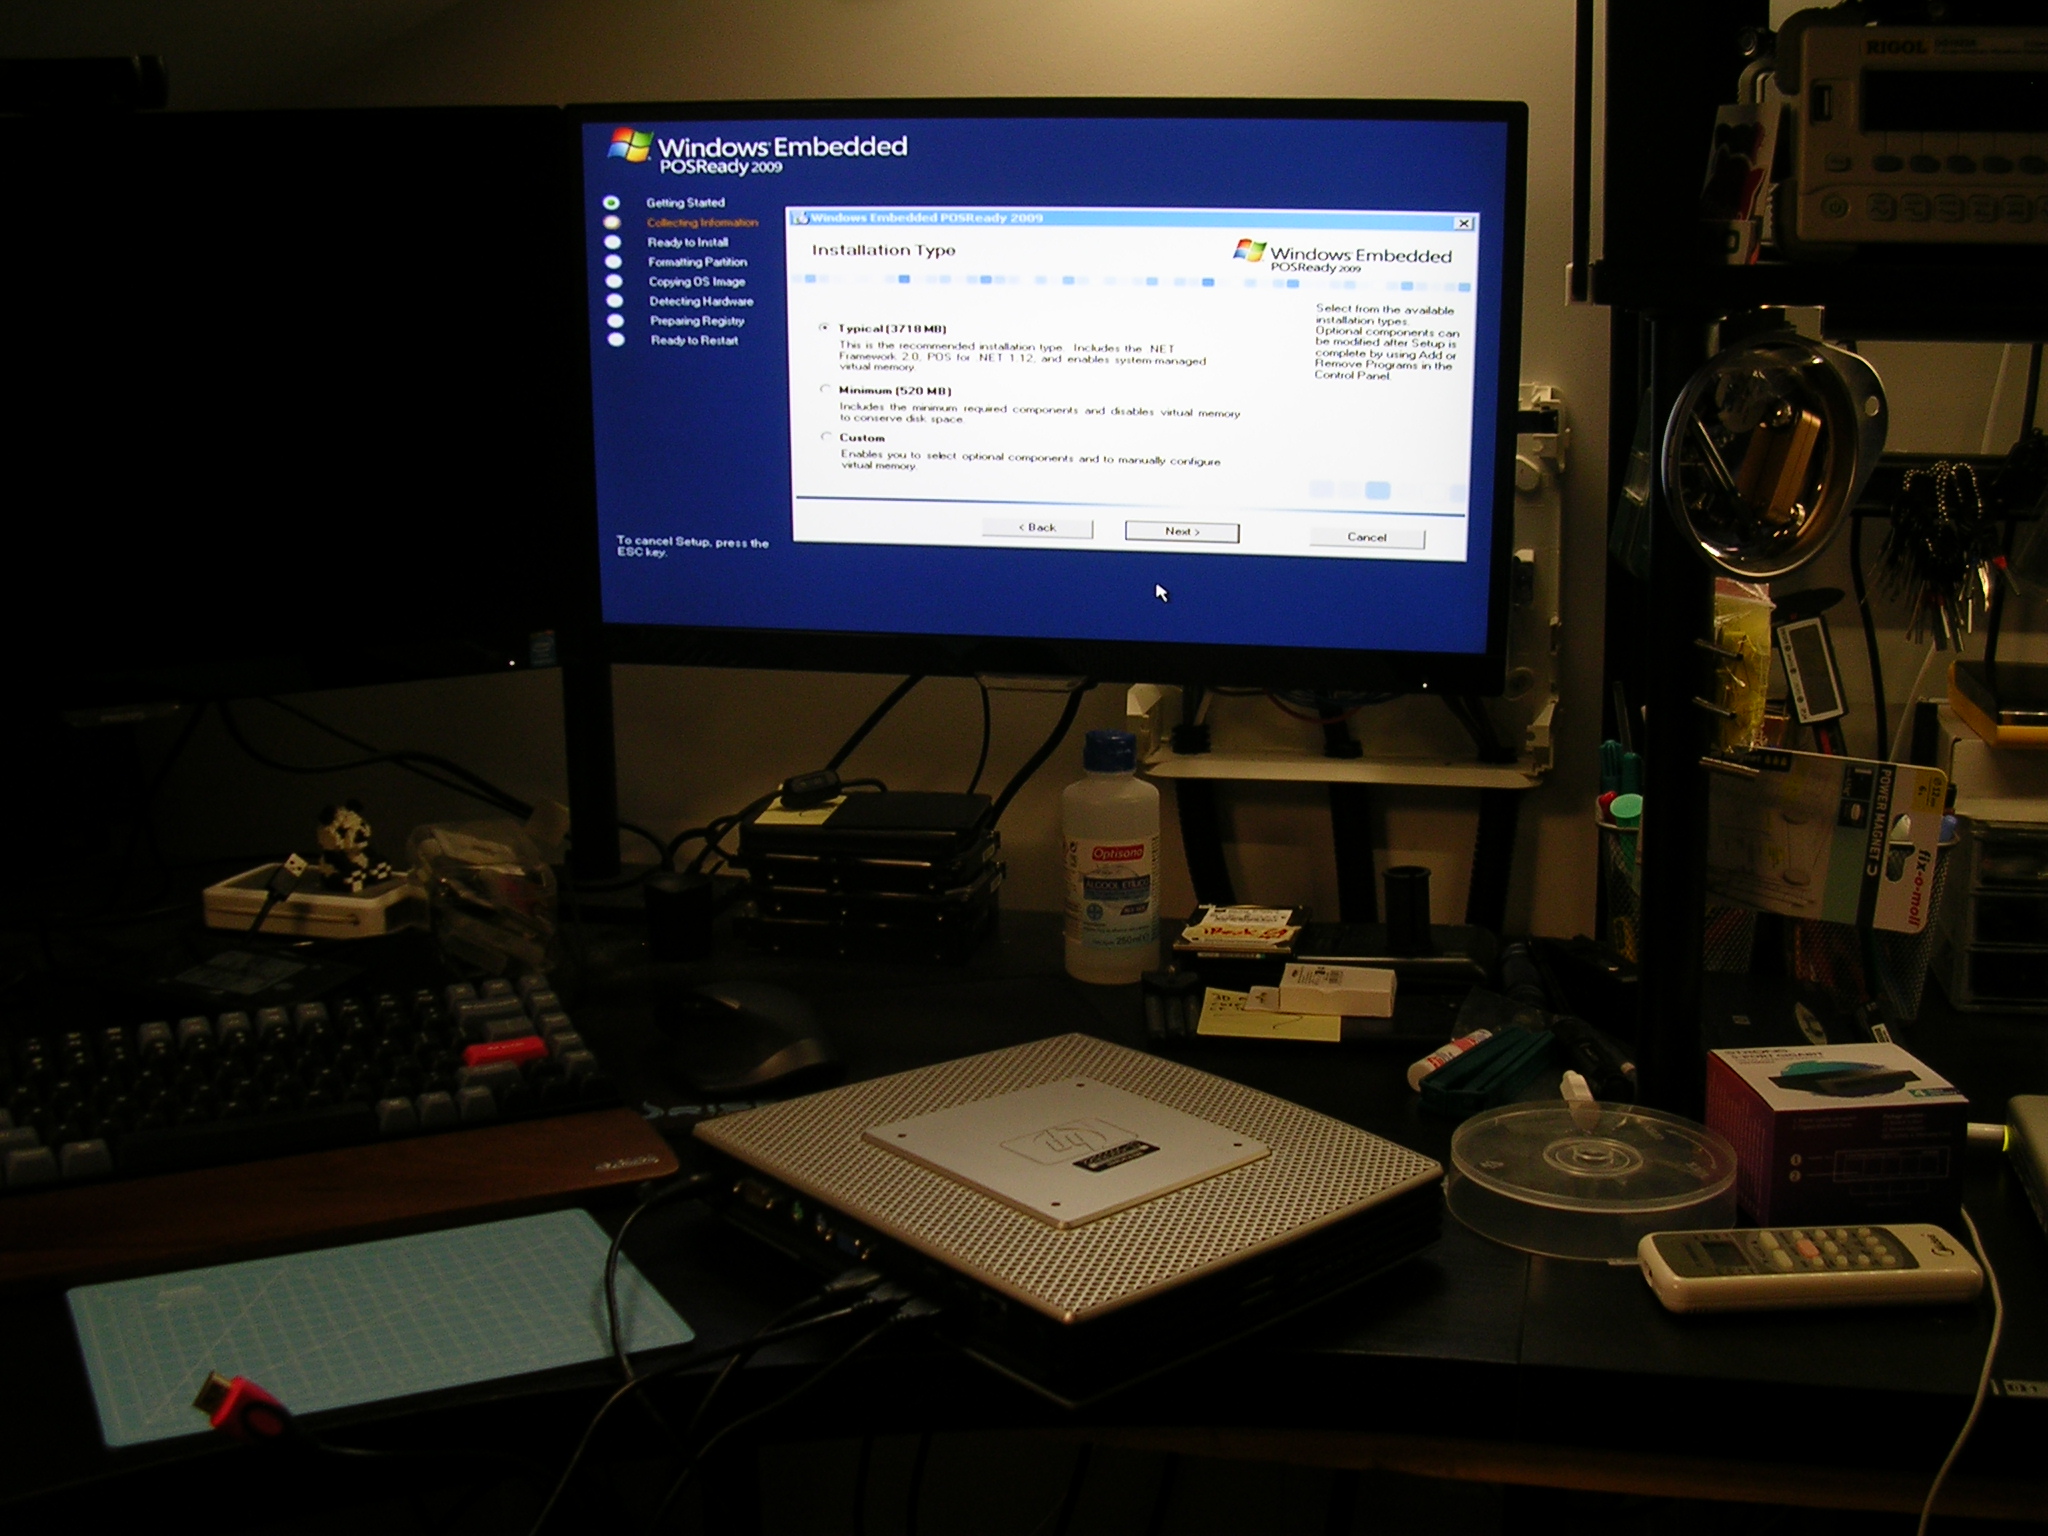 Windows Embedded
POSReady 2009
Getting Started
Collecting Information
Ready to Install
Formatting Partition
Copying OS Image
Detecting Hardware
Preparing Registry
Ready to Restart
To cancel Setup, press the
ESC key.
Windows Embedded POSReady 2009
Installation Type
Windows Embedded
POSReady 2009
Typical (3718 MB)
This is the recommended installation type. Includes the .NET
Framework 2.0, POS for .NET 1.12, and enables system-managed
virtual memory.
Minimum (520 MB)
Includes the minimum required components and disables virtual memory
to conserve disk space.
Custom
Enables you to select optional components and to manually configure
virtual memory.
Select from the available
installation types.
Optional components can
be modified after Setup is
complete by using Add or
Remove Programs in the
Control Panel.
< Back
Next >
Cancel
RIGOL
Optisana
ALCOOL
250ml
POWER MAGNET
fix-o-moll
iBook G4
hp
STRONG